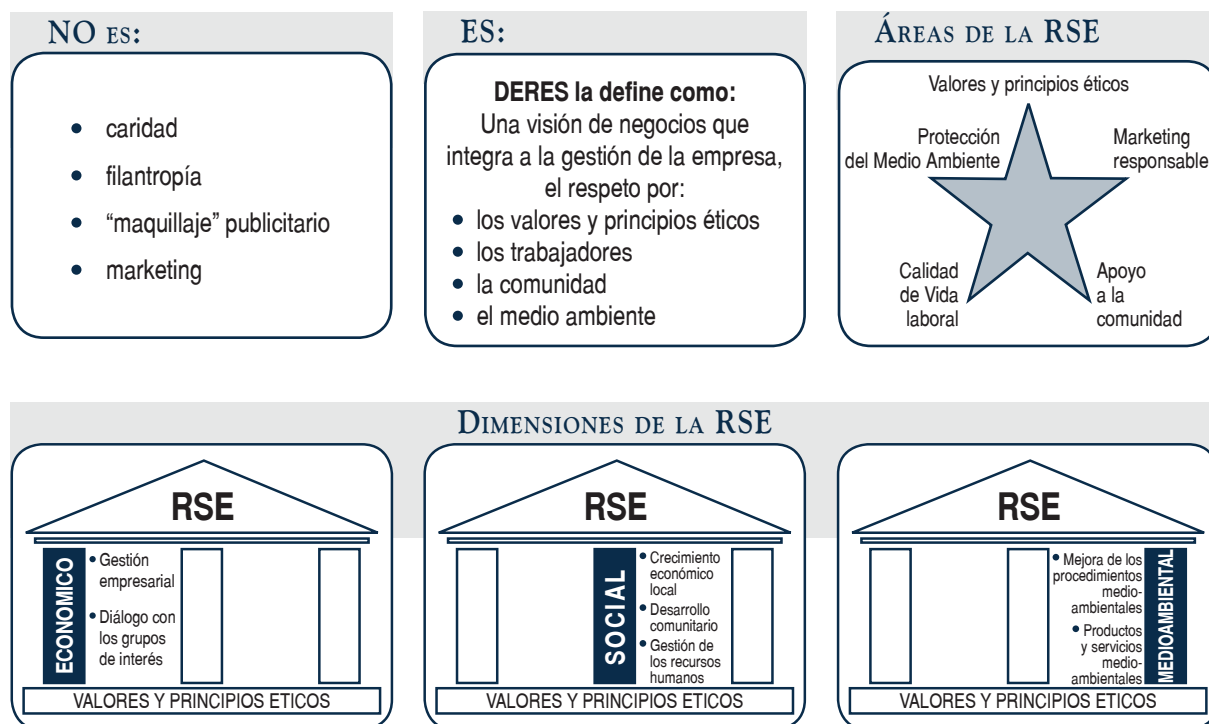 NO ES:
caridad
filantropía
“maquillaje” publicitario
marketing
ES:
DERES la define como:
Una visión de negocios que
integra a la gestión de la empresa,
el respeto por:
los valores y principios éticos
los trabajadores
la comunidad
el medio ambiente
ÁREAS DE LA RSE
Valores y principios éticos
Protección
del Medio Ambiente
Marketing
responsable
Calidad
de Vida
laboral
Apoyo
a la
comunidad
DIMENSIONES DE LA RSE
RSE
ECONOMICO
Gestión
empresarial
Diálogo con
los grupos
de interés
VALORES Y PRINCIPIOS ETICOS
RSE
SOCIAL
Crecimiento
económico
local
Desarrollo
comunitario
Gestión de
los recursos
humanos
VALORES Y PRINCIPIOS ETICOS
RSE
Mejora de los
procedimientos
medio-
ambientales
Productos
y servicios
medio-
ambientales
MEDIOAMBIENTAL
VALORES Y PRINCIPIOS ETICOS